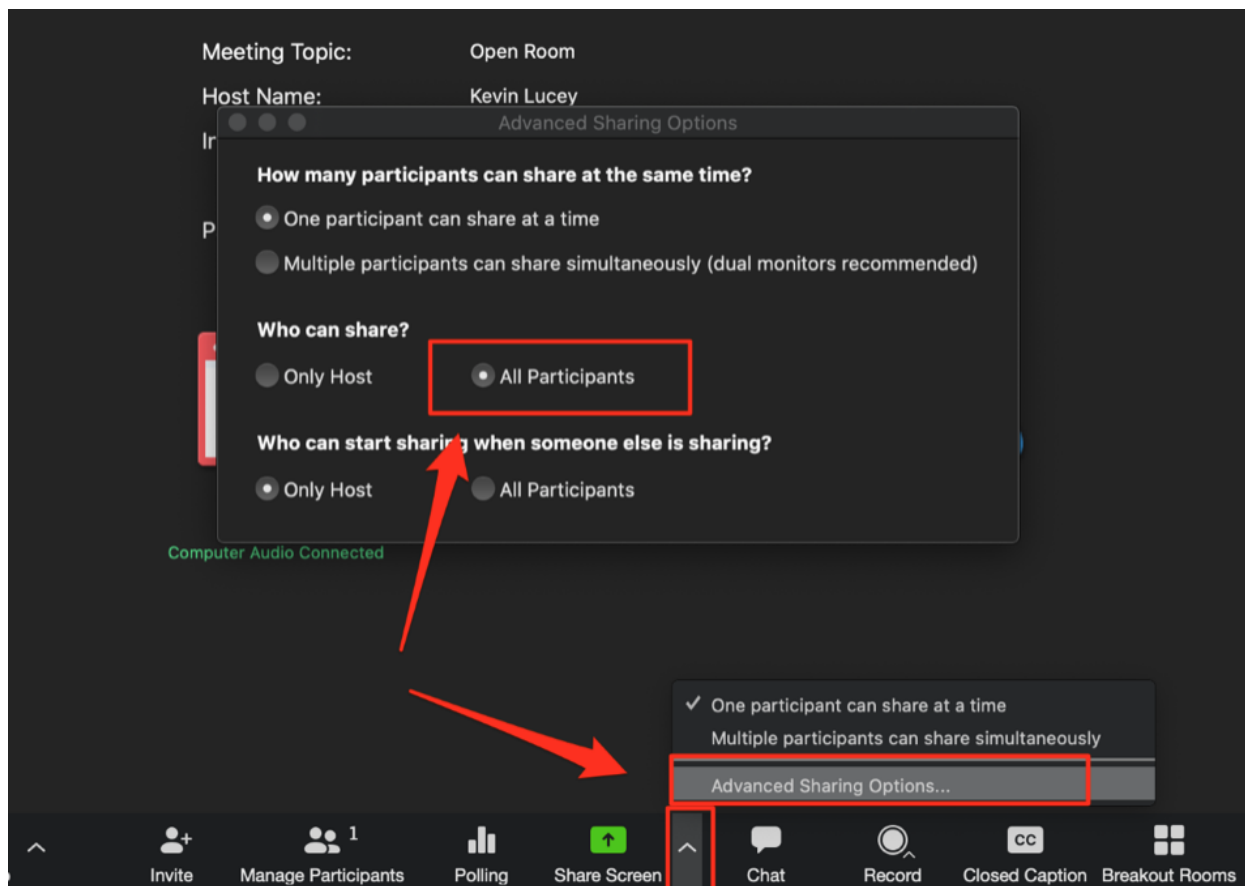 Meeting Topic: Open Room
Host Name: Kevin Lucey
Advanced Sharing Options
How many participants can share at the same time?
One participant can share at a time
Multiple participants can share simultaneously (dual monitors recommended)
Who can share?
Only Host All Participants
Who can start sharing when someone else is sharing?
Only Host All Participants
Computer Audio Connected
One participant can share at a time
Multiple participants can share simultaneously
Advanced Sharing Options...
1
CC
Invite Manage Participants Polling Share Screen Chat Record Closed Caption Breakout Rooms